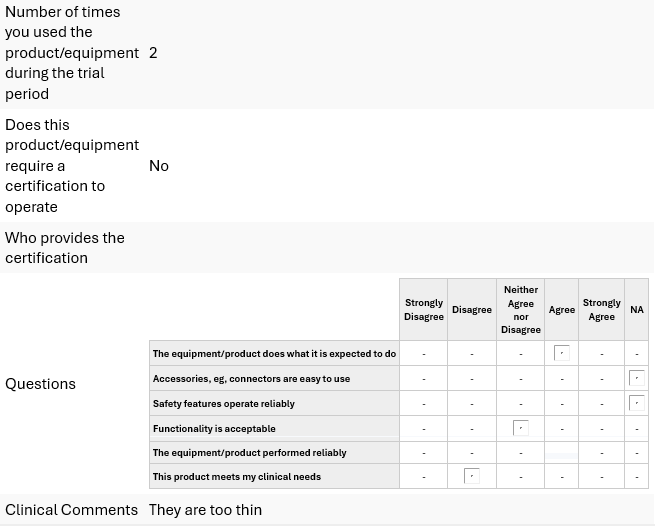 Number of times
you used the
product/equipment 2
during the trial
period
Does this
product/equipment
require a No
certification to
operate
Who provides the
certification
Questions
Strongly Disagree Disagree Neither Agree nor Disagree Agree Strongly Agree NA
The equipment/product does what it is expected to do - - - - - -
Accessories, eg, connectors are easy to use - - - - - -
Safety features operate reliably - - - - - -
Functionality is acceptable - - - - - -
The equipment/product performed reliably - - - - -
This product meets my clinical needs - - - - - -
Clinical Comments They are too thin